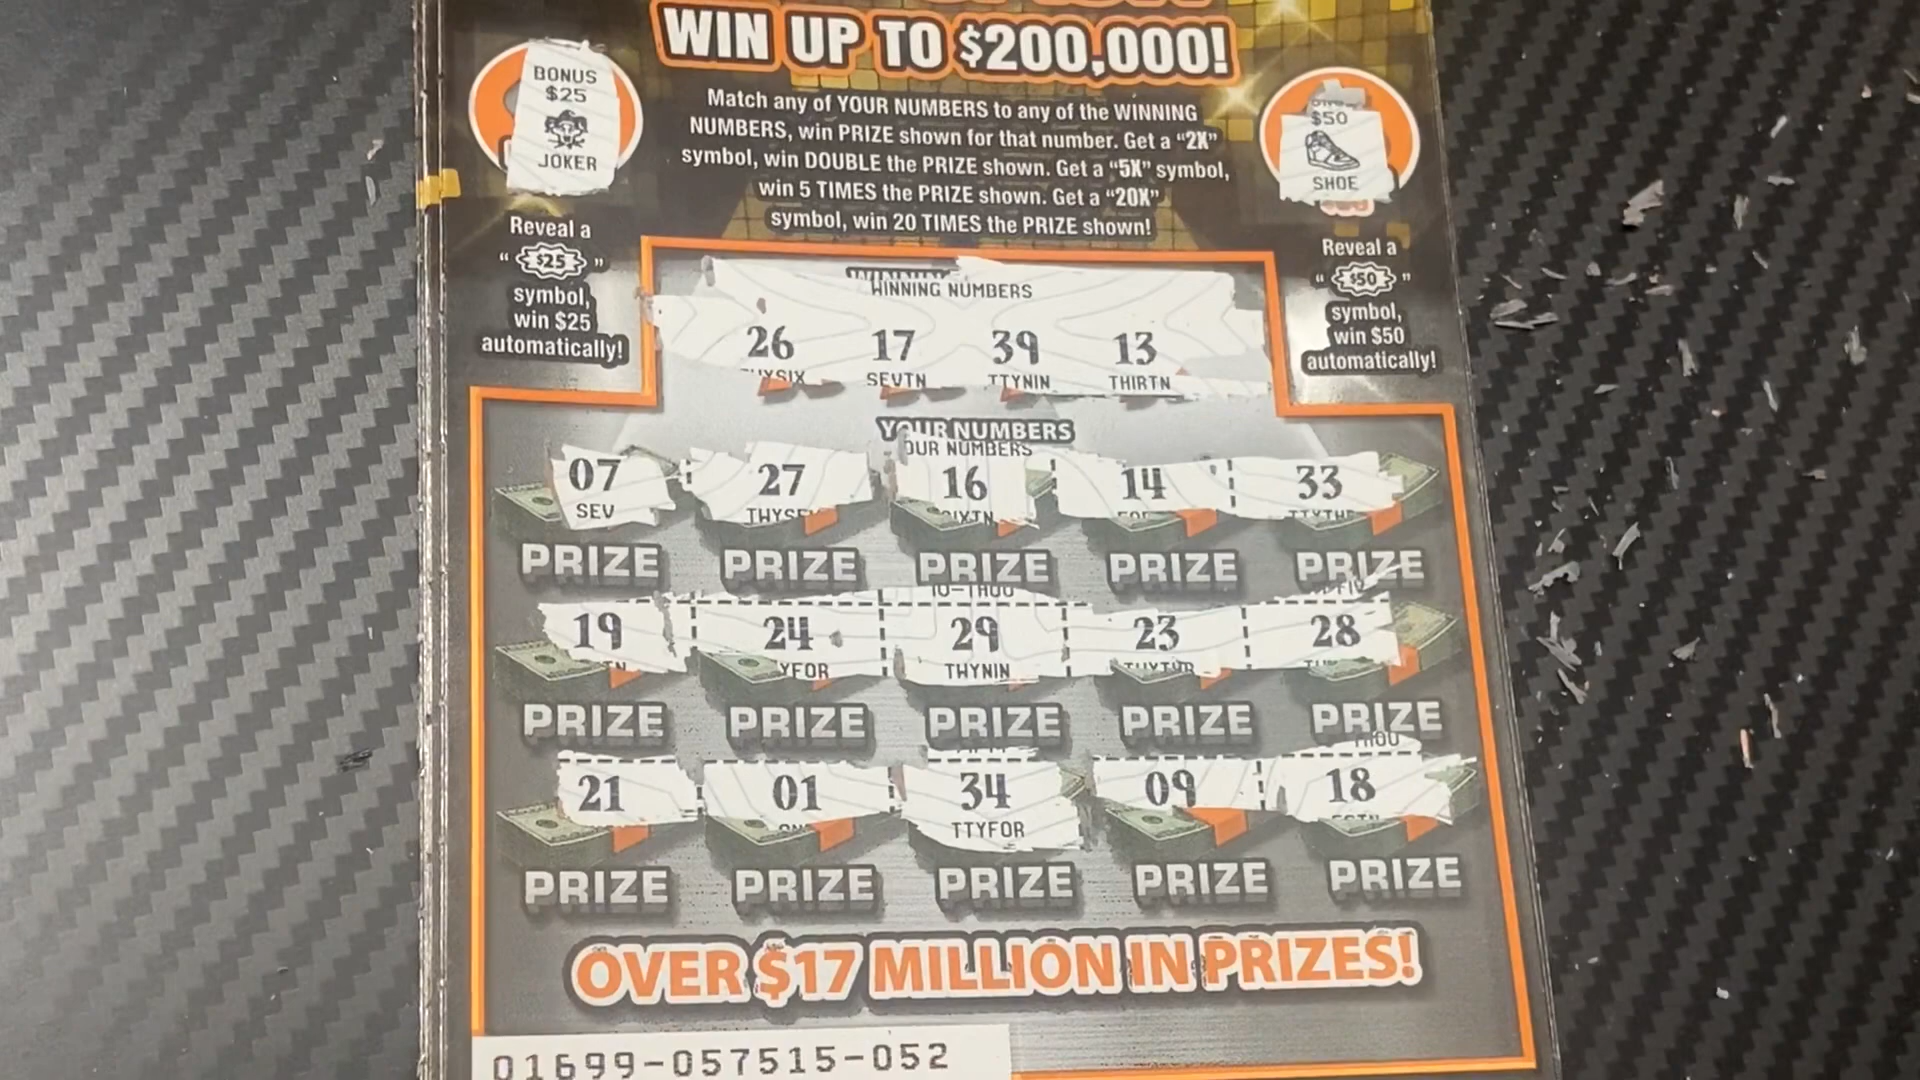 WIN UP TO $200,000!
Match any of YOUR NUMBERS to any of the WINNING
NUMBERS, win PRIZE shown for that number. Get a "2X"
symbol, win DOUBLE the PRIZE shown. Get a "5X" symbol,
win 5 TIMES the PRIZE shown. Get a "20X"
symbol, win 20 TIMES the PRIZE shown!
BONUS
$25
JOKER
Reveal a
"$25"
symbol,
win $25
automatically!
$50
SHOE
Reveal a
"$50"
symbol,
win $50
automatically!
WINNING NUMBERS
26 17 39 13
SEVTN TTYNIN THIRTN
YOUR NUMBERS
OUR NUMBERS
07 27 16 14 33
SEV
PRIZE PRIZE PRIZE PRIZE PRIZE
19 24 29 23 28
YFOR THYNIN
PRIZE PRIZE PRIZE PRIZE PRIZE
21 01 34 09 18
TTYFOR
PRIZE PRIZE PRIZE PRIZE PRIZE
OVER $17 MILLION IN PRIZES!
01699-057515-052